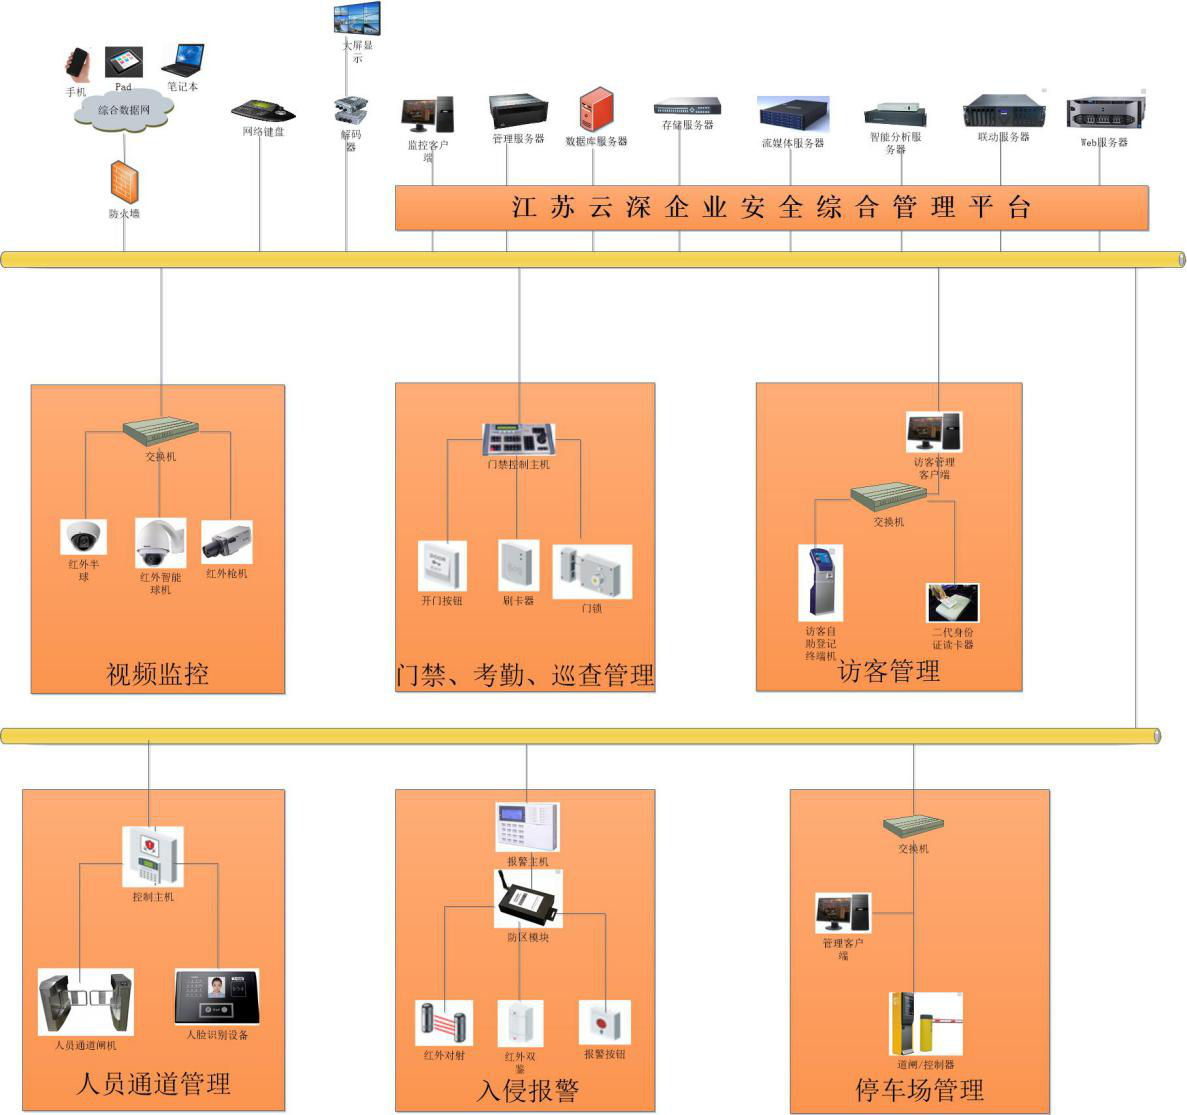 大屏显
示
手机
Pad
笔记本
综合数据网
防火墙
网络键盘
解码
器
监控客户
端
管理服务器
数据库服务器
存储服务器
流媒体服务器
智能分析服
务器
联动服务器
Web服务器
江苏云深企业安全综合管理平台
交换机
红外半
球
红外智能
球机
红外枪机
视频监控
门禁控制主机
开门按钮
刷卡器
门锁
门禁、考勤、巡查管理
访客管理
客户端
交换机
访客自
助登记
终端机
二代身份
证读卡器
访客管理
控制主机
人员通道闸机
人脸识别设备
人员通道管理
报警主机
防区模块
红外对射
红外双
鉴
报警按钮
入侵报警
交换机
管理客户
端
道闸/控制器
停车场管理